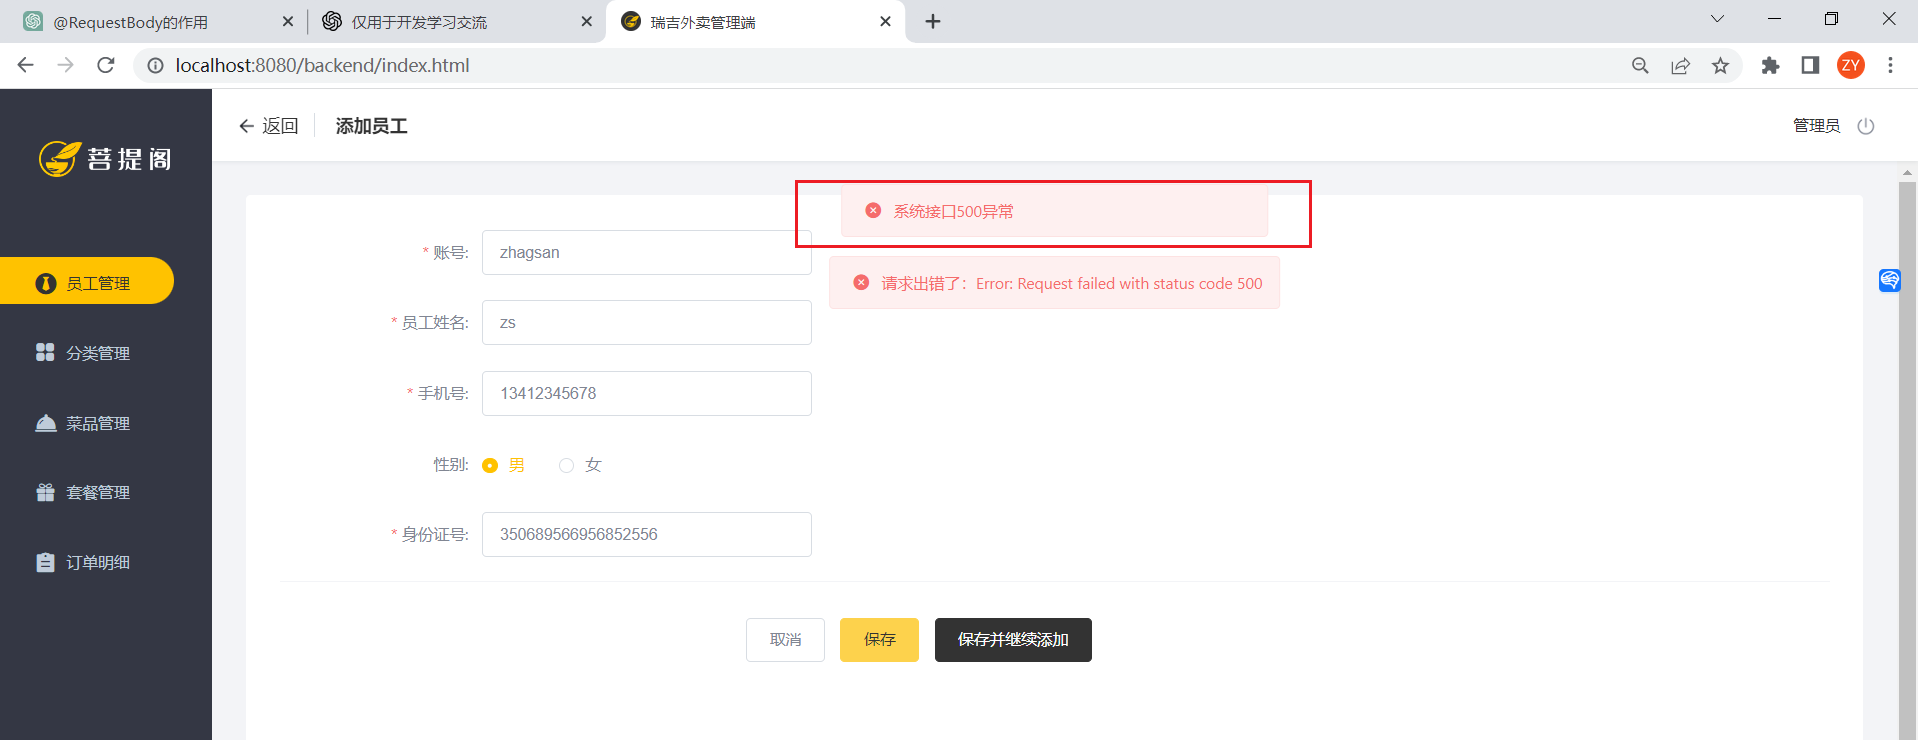 @RequestBody的作用
仅用于开发学习交流
瑞吉外卖管理端
localhost:8080/backend/index.html
ZY
菩提阁
返回
添加员工
管理员
员工管理
分类管理
菜品管理
套餐管理
订单明细
系统接口500异常
请求出错了：Error: Request failed with status code 500
* 账号: zhagsan
* 员工姓名: zs
* 手机号: 13412345678
性别: 男 女
* 身份证号: 350689566956852556
取消 保存 保存并继续添加